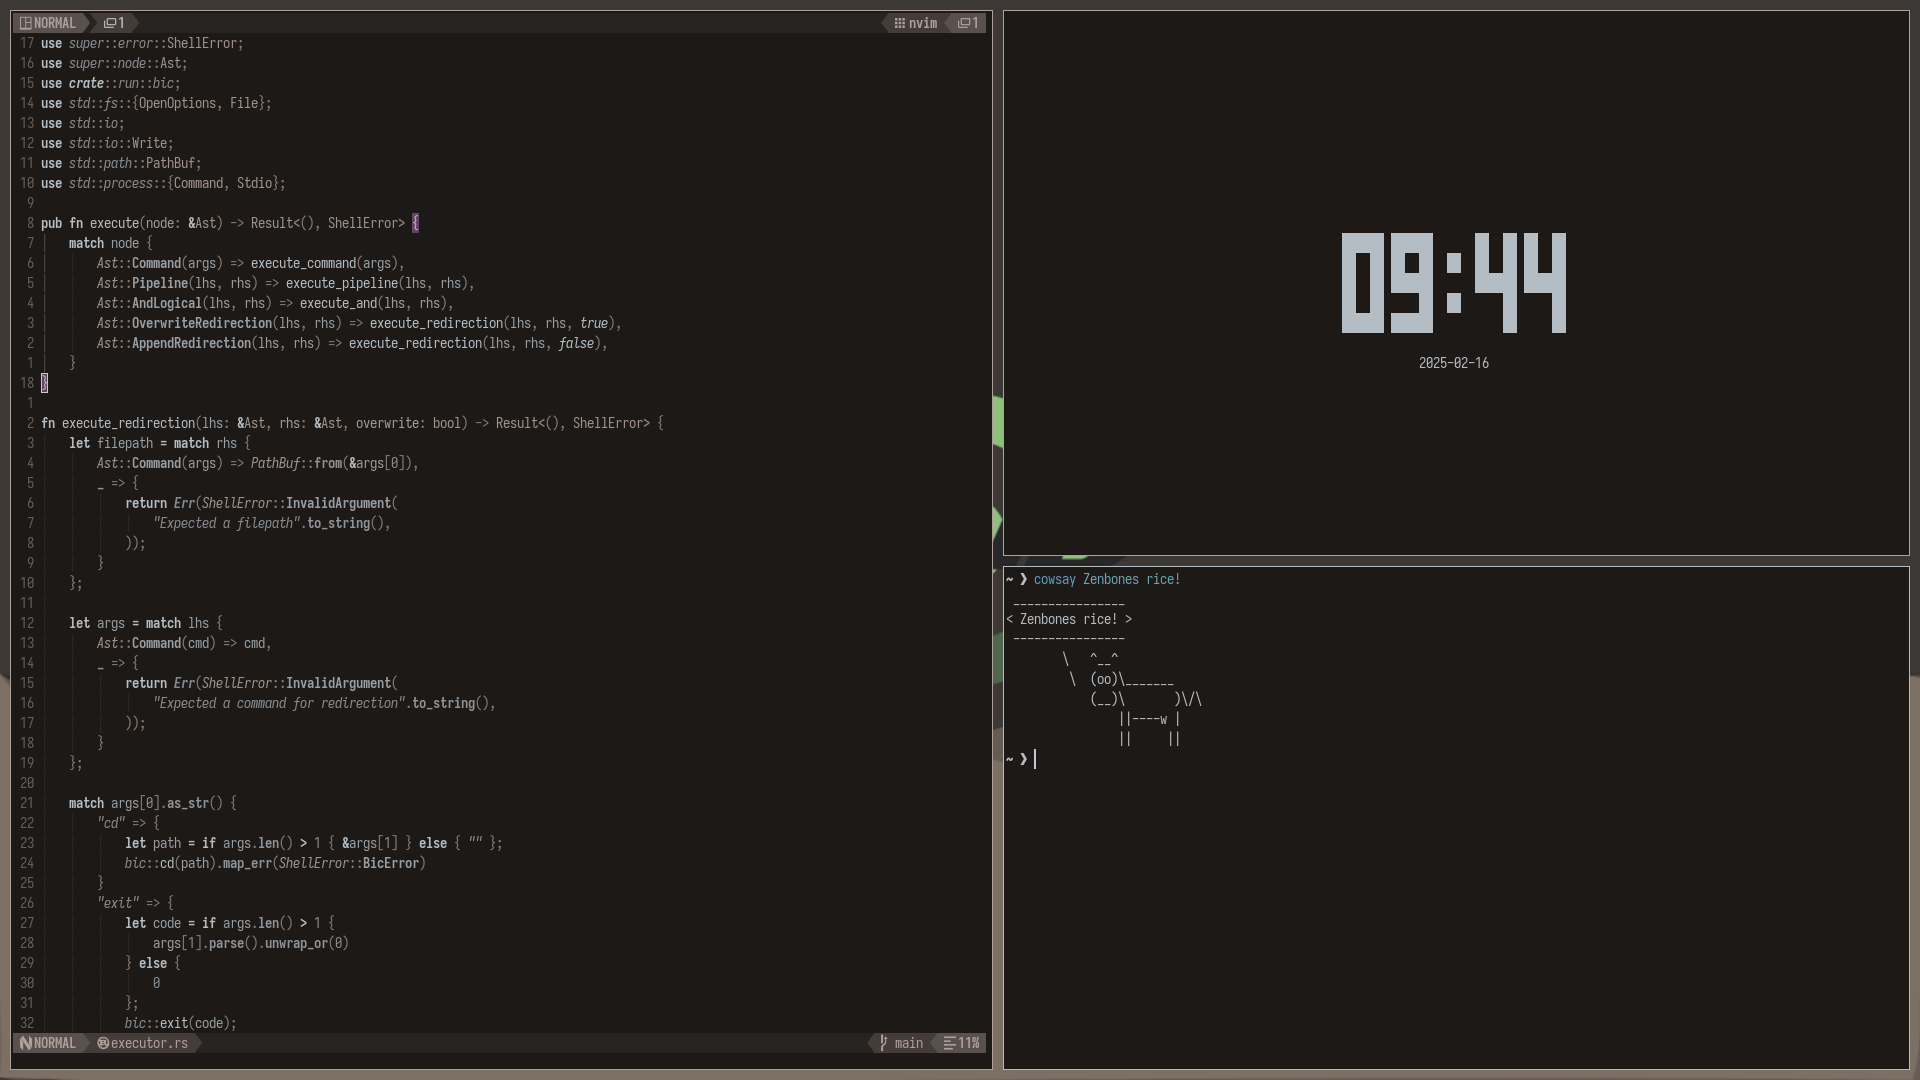 NORMAL 1 nvim 1
17 use super::error::ShellError;
16 use super::node::Ast;
15 use crate::run::bic;
14 use std::fs::{OpenOptions, File};
13 use std::io;
12 use std::io::Write;
11 use std::path::PathBuf;
10 use std::process::{Command, Stdio};
9
8 pub fn execute(node: &Ast) -> Result<(), ShellError> {
7     match node {
6         Ast::Command(args) => execute_command(args),
5         Ast::Pipeline(lhs, rhs) => execute_pipeline(lhs, rhs),
4         Ast::AndLogical(lhs, rhs) => execute_and(lhs, rhs),
3         Ast::OverwriteRedirection(lhs, rhs) => execute_redirection(lhs, rhs, true),
2         Ast::AppendRedirection(lhs, rhs) => execute_redirection(lhs, rhs, false),
1     }
18 }
1
2 fn execute_redirection(lhs: &Ast, rhs: &Ast, overwrite: bool) -> Result<(), ShellError> {
3     let filepath = match rhs {
4         Ast::Command(args) => PathBuf::from(&args[0]),
5         _ => {
6             return Err(ShellError::InvalidArgument(
7                 "Expected a filepath".to_string(),
8             ));
9         }
10     };
11
12     let args = match lhs {
13         Ast::Command(cmd) => cmd,
14         _ => {
15             return Err(ShellError::InvalidArgument(
16                 "Expected a command for redirection".to_string(),
17             ));
18         }
19     };
20
21     match args[0].as_str() {
22         "cd" => {
23             let path = if args.len() > 1 { &args[1] } else { "" };
24             bic::cd(path).map_err(ShellError::BicError)
25         }
26         "exit" => {
27             let code = if args.len() > 1 {
28                 args[1].parse().unwrap_or(0)
29             } else {
30                 0
31             };
32             bic::exit(code);
NORMAL executor.rs main 11%
09:44
2025-02-16
~ ❯ cowsay Zenbones rice!
 ________________
< Zenbones rice! >
 ----------------
        \   ^__^
         \  (oo)\_______
            (__)\       )\/\
                ||----w |
                ||     ||
~ ❯